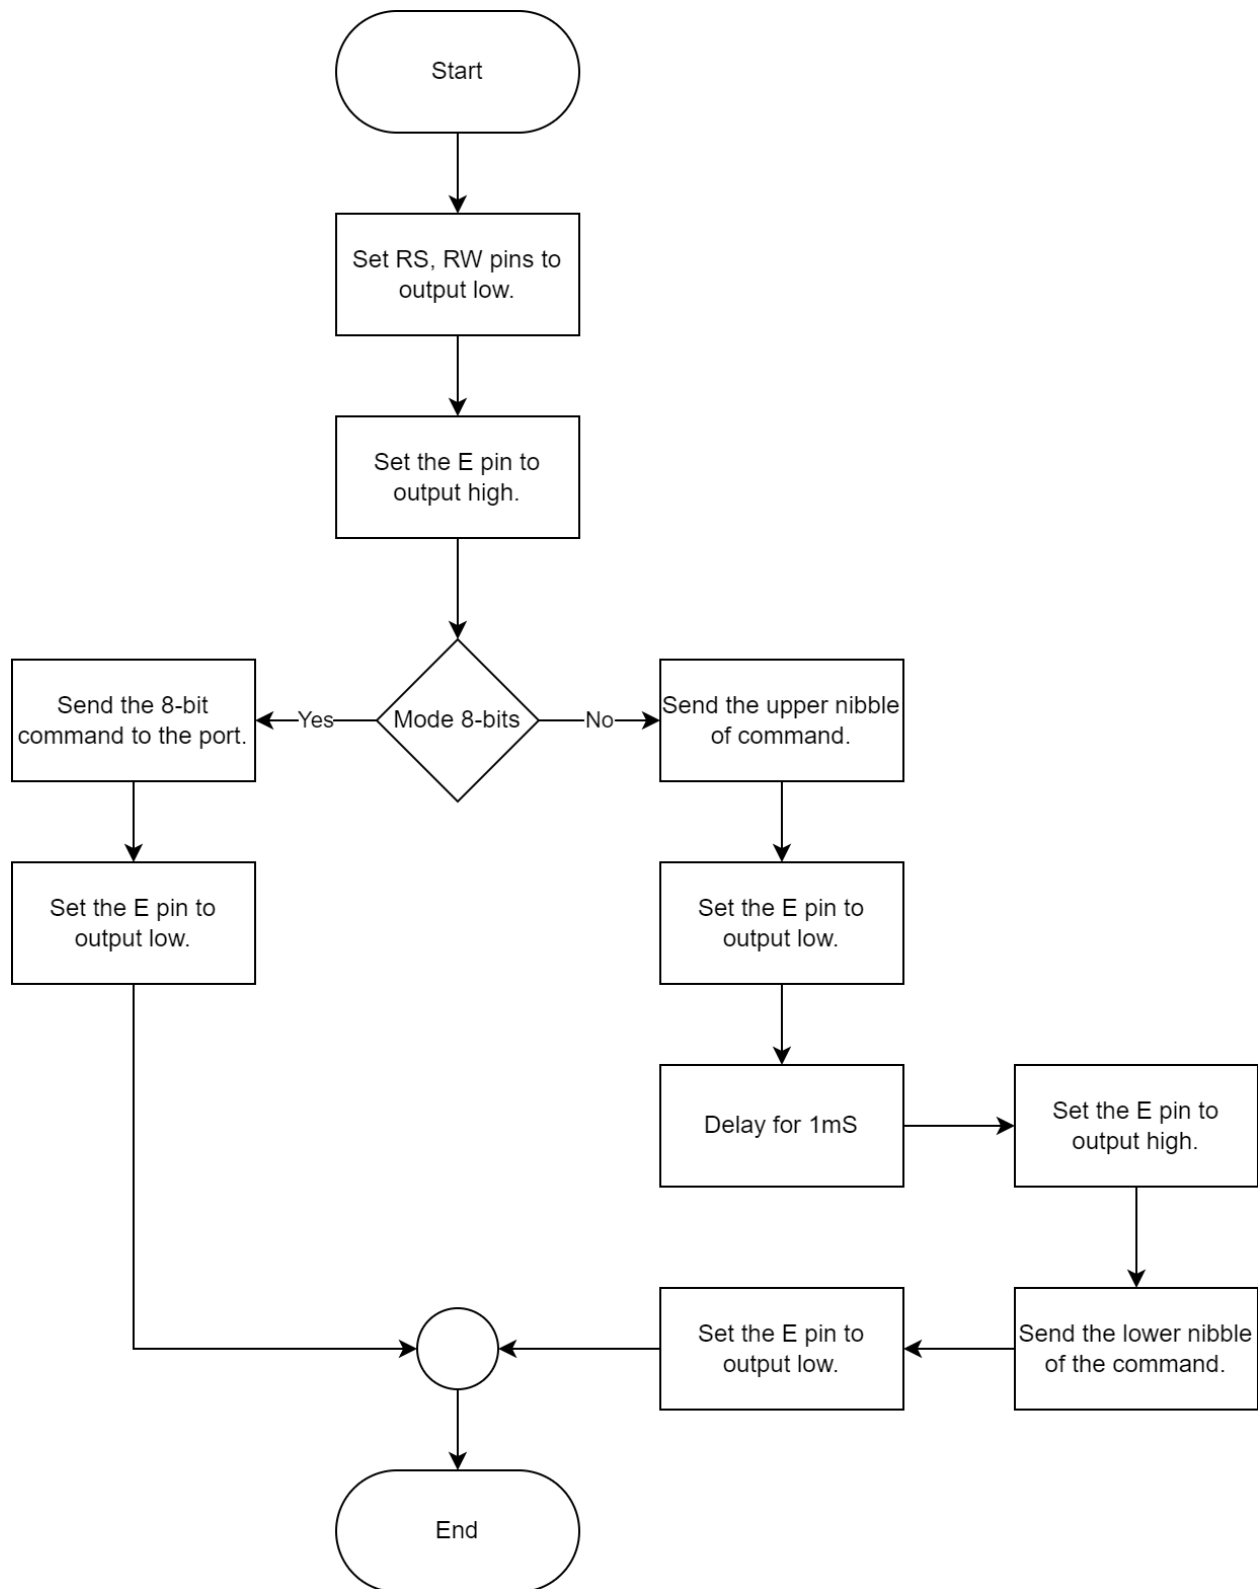 Start
Set RS, RW pins to
output low.
Set the E pin to
output high.
Mode 8-bits
Yes
No
Send the 8-bit
command to the port.
Set the E pin to
output low.
Send the upper nibble
of command.
Set the E pin to
output low.
Delay for 1mS
Set the E pin to
output high.
Send the lower nibble
of the command.
Set the E pin to
output low.
End